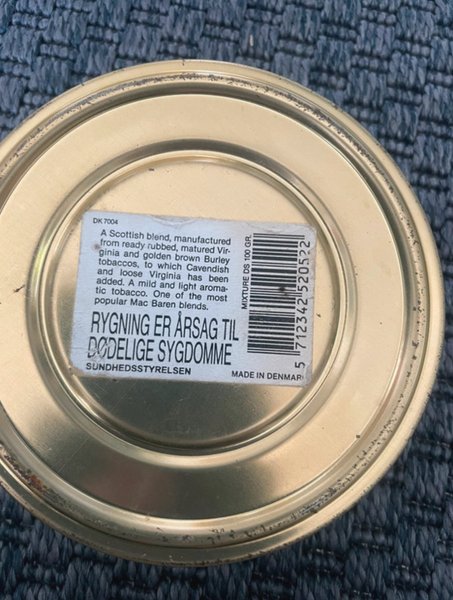 DK 7004
A Scottish blend, manufactured
from ready rubbed, matured Vir-
ginia and golden brown Burley
tobaccos, to which Cavendish
and loose Virginia has been
added. A mild and light aroma-
tic tobacco. One of the most
popular Mac Baren blends.
RYGNING ER ÅRSAG TIL
DØDELIGE SYGDOMME
SUNDHEDSSTYRELSEN
MADE IN DENMARK
MIXTURE DS 100 GR.
5 712342 520522